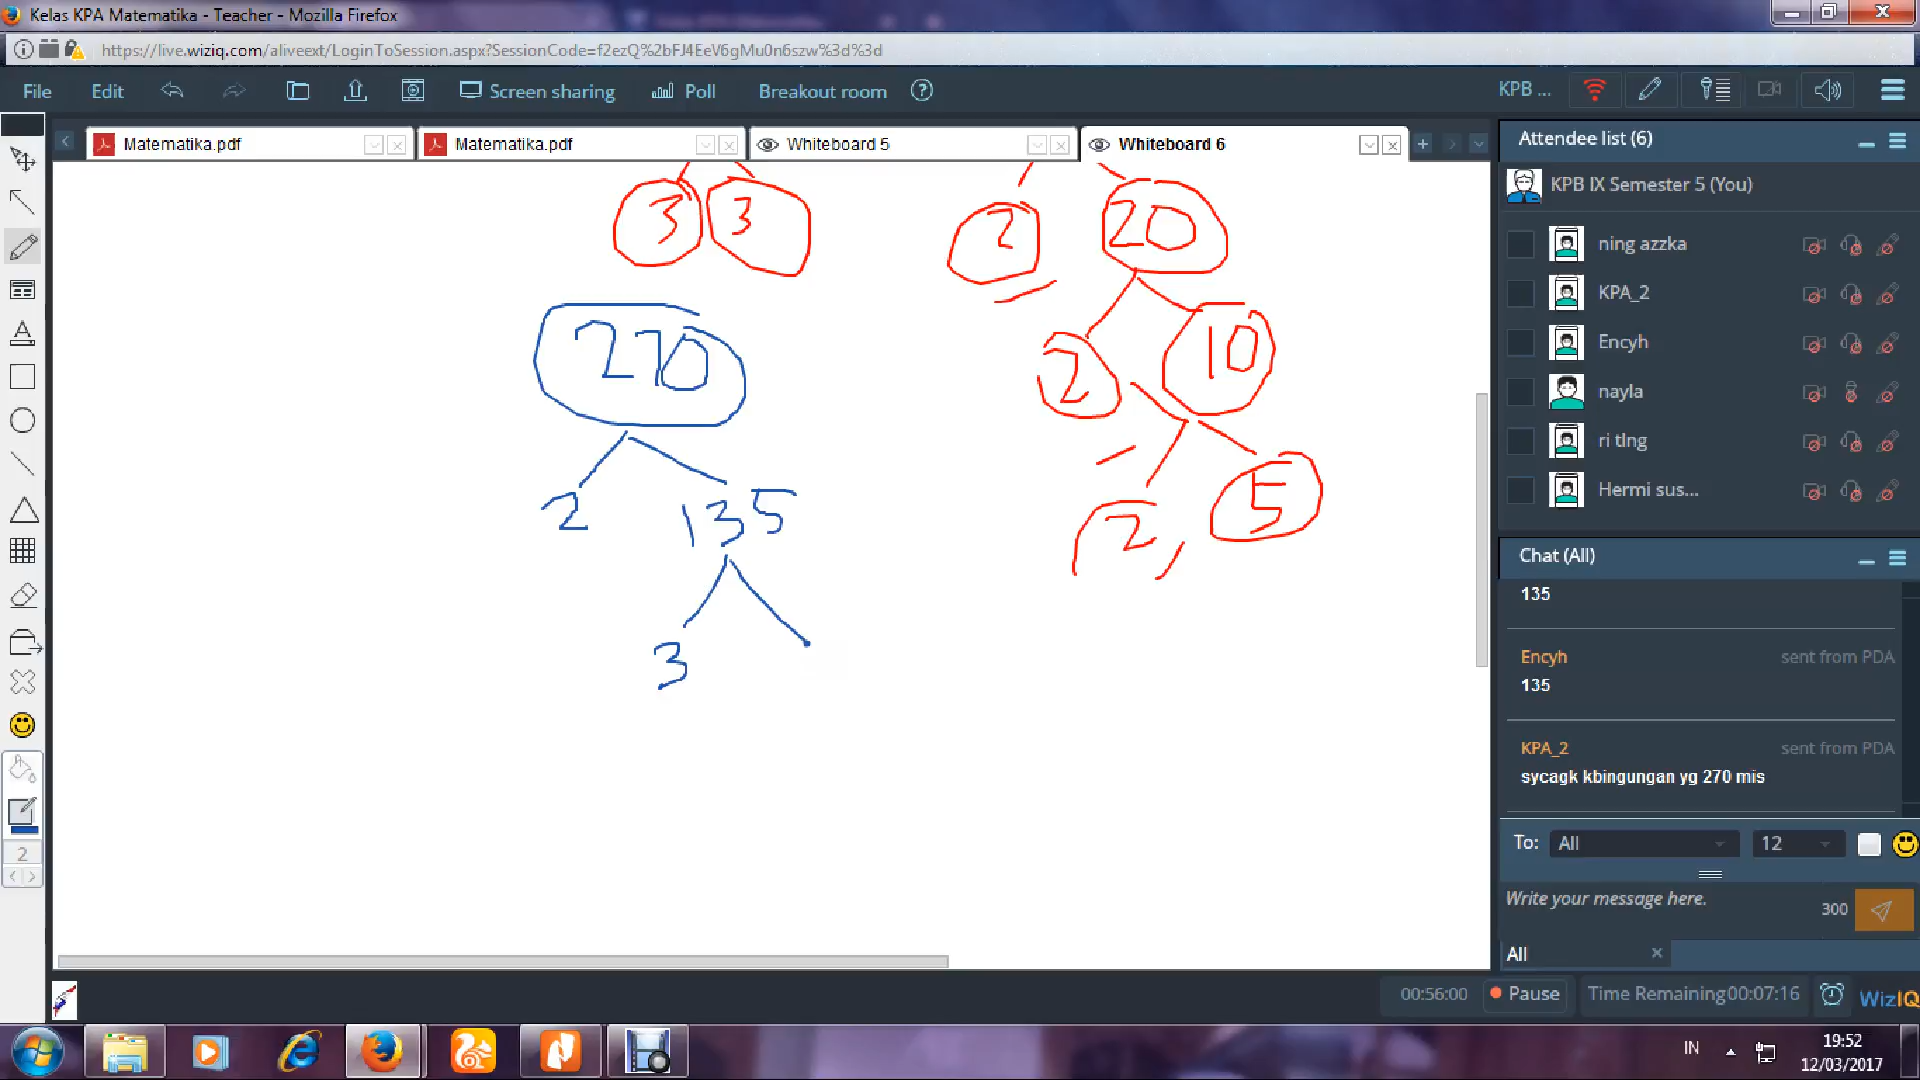 Kelas KPA Matematika - Teacher - Mozilla Firefox
https://live.wiziq.com/aliveext/LoginToSession.aspx?SessionCode=f2ezQ%2bFJ4EeV6gMu0n6szw%3d%3d
File Edit Screen sharing Poll Breakout room ? KPB ...
Matematika.pdf Matematika.pdf Whiteboard 5 Whiteboard 6
Attendee list (6)
KPB IX Semester 5 (You)
ning azzka
KPA_2
Encyh
nayla
ri tlng
Hermi sus...
3 3 2 20
270 2 10
2 135 2 5
3
Chat (All)
135
Encyh sent from PDA
135
KPA_2 sent from PDA
sycagk kbingungan yg 270 mis
To: All 12
Write your message here. 300
All
2
00:56:00 Pause Time Remaining00:07:16 WizIQ
IN 19:52
12/03/2017